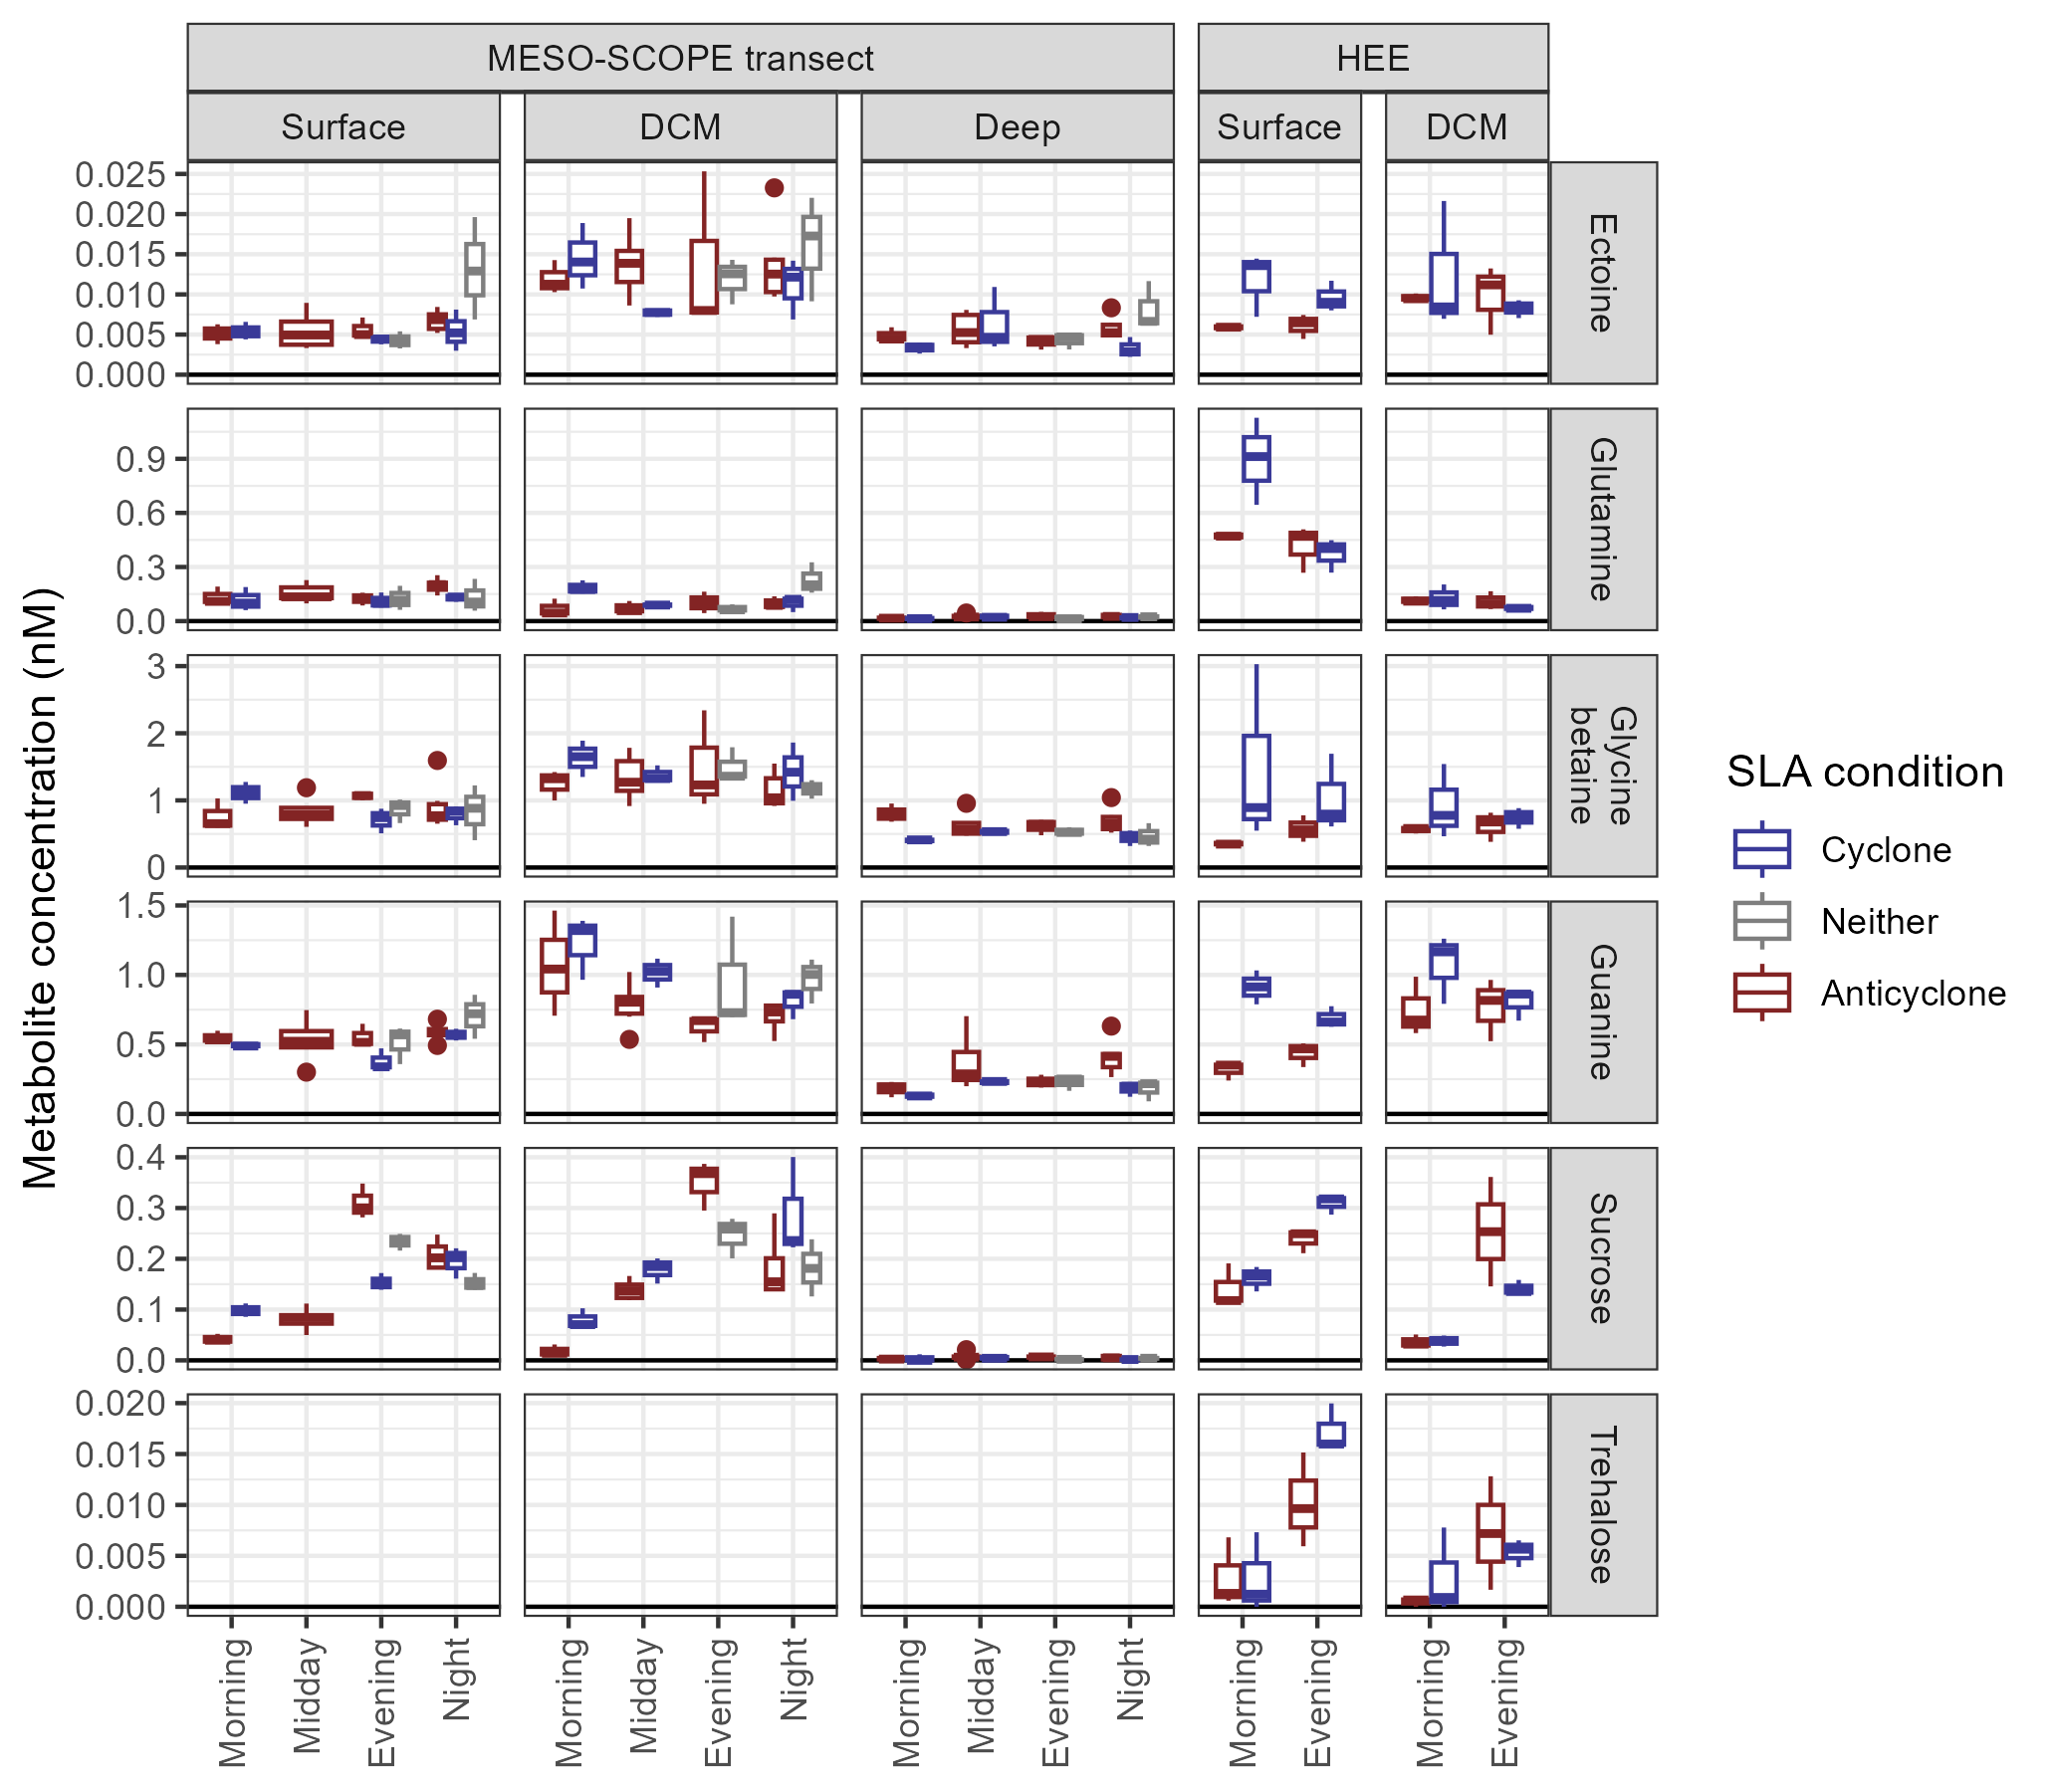 MESO-SCOPE transect
HEE
Surface
DCM
Deep
Surface
DCM
Metabolite concentration (nM)
0.025
0.020
0.015
0.010
0.005
0.000
Ectoine
0.9
0.6
0.3
0.0
Glutamine
3
2
1
0
Glycine
betaine
1.5
1.0
0.5
0.0
Guanine
0.4
0.3
0.2
0.1
0.0
Sucrose
0.020
0.015
0.010
0.005
0.000
Trehalose
Morning
Midday
Evening
Night
Morning
Midday
Evening
Night
Morning
Midday
Evening
Night
Morning
Evening
Morning
Evening
SLA condition
Cyclone
Neither
Anticyclone